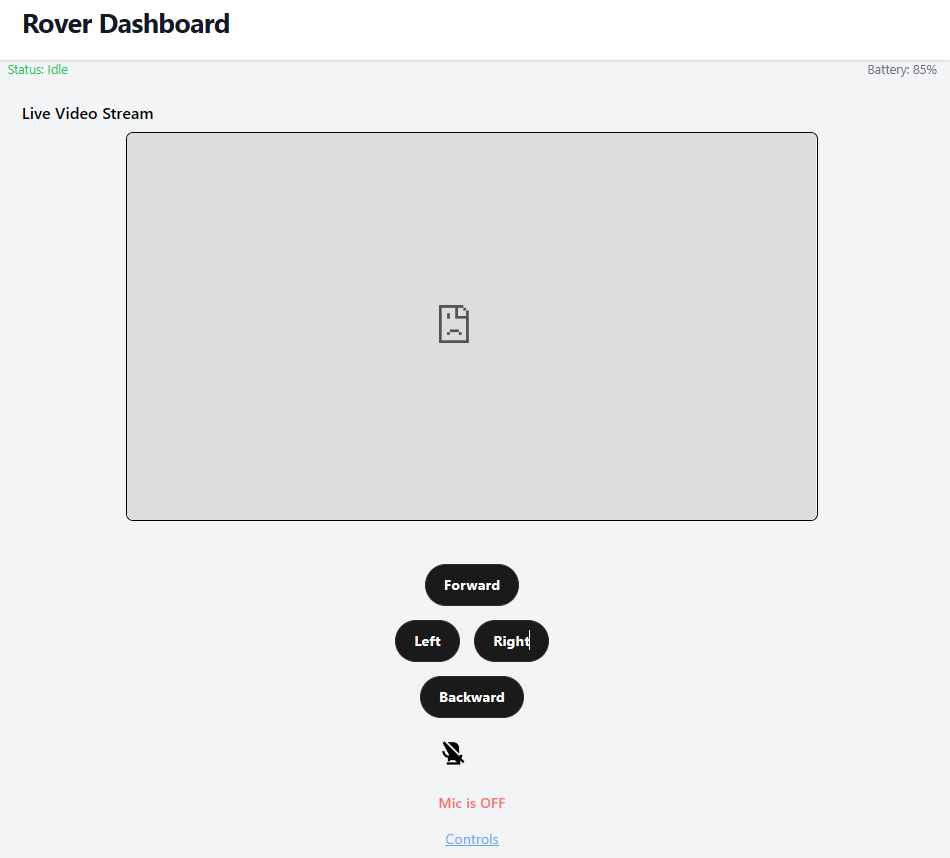 Rover Dashboard
Status: Idle Battery: 85%
Live Video Stream
Forward
Left Right
Backward
Mic is OFF
Controls